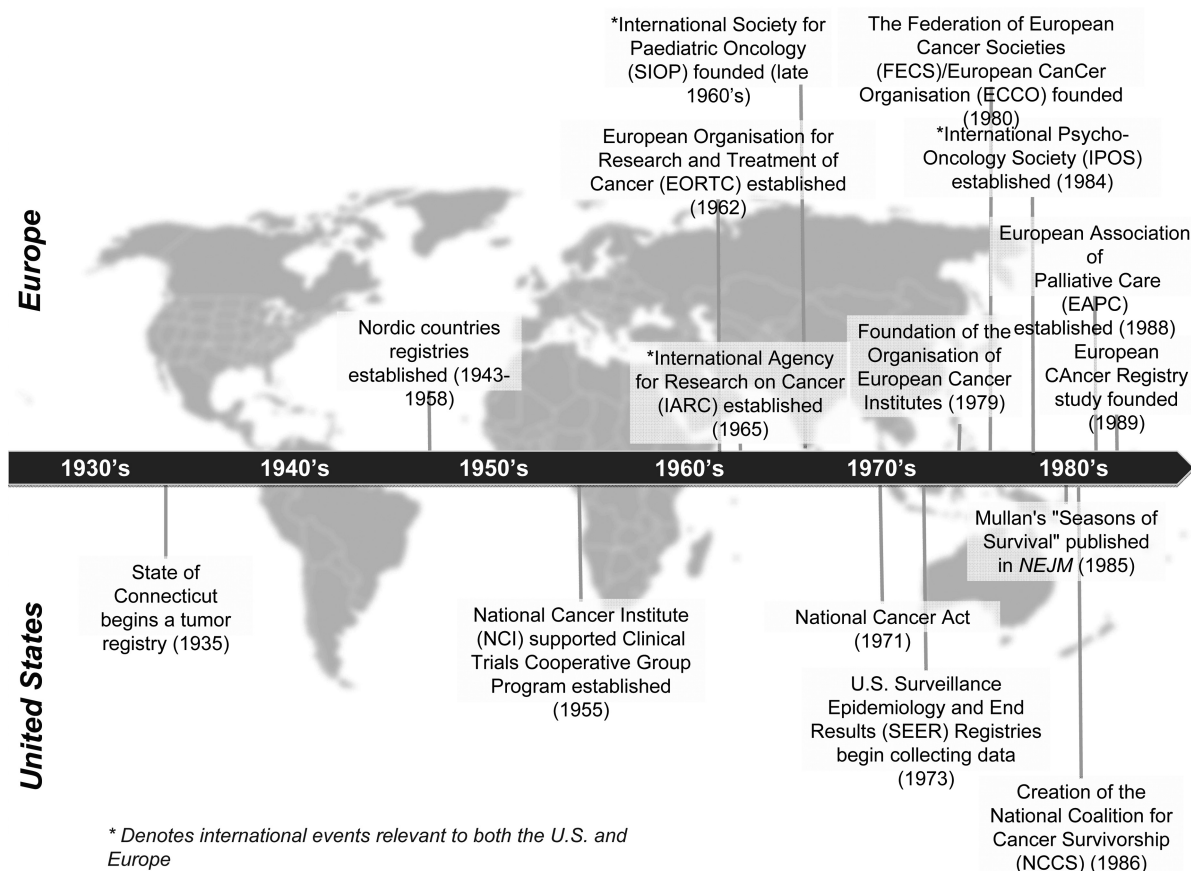 *International Society for
Paediatric Oncology
(SIOP) founded (late
1960's)
The Federation of European
Cancer Societies
(FECS)/European CanCer
Organisation (ECCO) founded
(1980)
European Organisation for
Research and Treatment of
Cancer (EORTC) established
(1962)
*International Psycho-
Oncology Society (IPOS)
established (1984)
Europe
European Association
of
Palliative Care
(EAPC)
established (1988)
Nordic countries
registries
established (1943-
1958)
*International Agency
for Research on Cancer
(IARC) established
(1965)
Foundation of the
Organisation of
European Cancer
Institutes (1979)
European
CAncer Registry
study founded
(1989)
1930's 1940's 1950's 1960's 1970's 1980's
United States
State of
Connecticut
begins a tumor
registry (1935)
National Cancer Institute
(NCI) supported Clinical
Trials Cooperative Group
Program established
(1955)
National Cancer Act
(1971)
U.S. Surveillance
Epidemiology and End
Results (SEER) Registries
begin collecting data
(1973)
Mullan's "Seasons of
Survival" published
in NEJM (1985)
Creation of the
National Coalition for
Cancer Survivorship
(NCCS) (1986)
* Denotes international events relevant to both the U.S. and
Europe